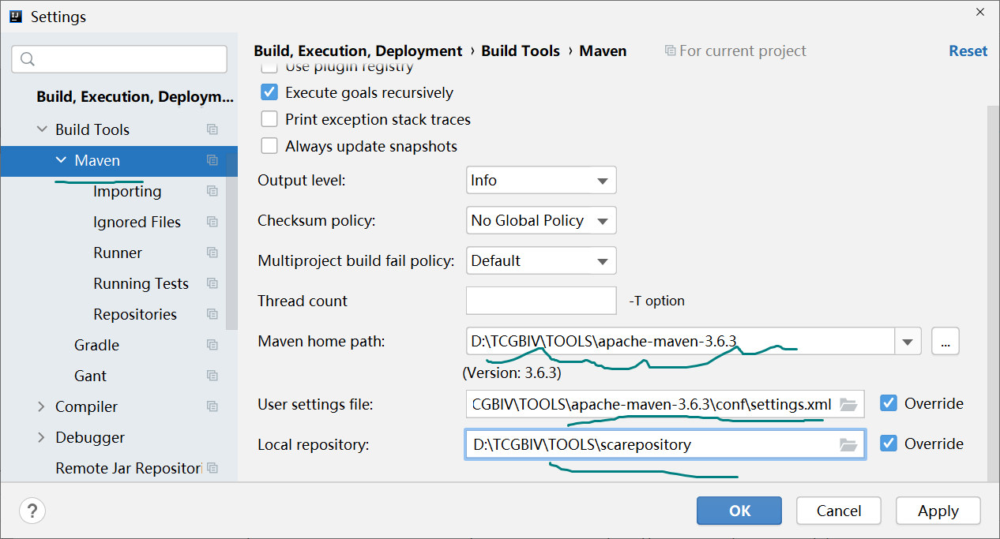 Settings
Build, Execution, Deploym...
Build Tools
Maven
Importing
Ignored Files
Runner
Running Tests
Repositories
Gradle
Gant
Compiler
Debugger
Remote Jar Repositori
Build, Execution, Deployment › Build Tools › Maven
For current project
Reset
Use plugin registry
Execute goals recursively
Print exception stack traces
Always update snapshots
Output level: Info
Checksum policy: No Global Policy
Multiproject build fail policy: Default
Thread count -T option
Maven home path: D:\TCGBIV\TOOLS\apache-maven-3.6.3 ...
(Version: 3.6.3)
User settings file: CGBIV\TOOLS\apache-maven-3.6.3\conf\settings.xml Override
Local repository: D:\TCGBIV\TOOLS\scarepository Override
? OK Cancel Apply